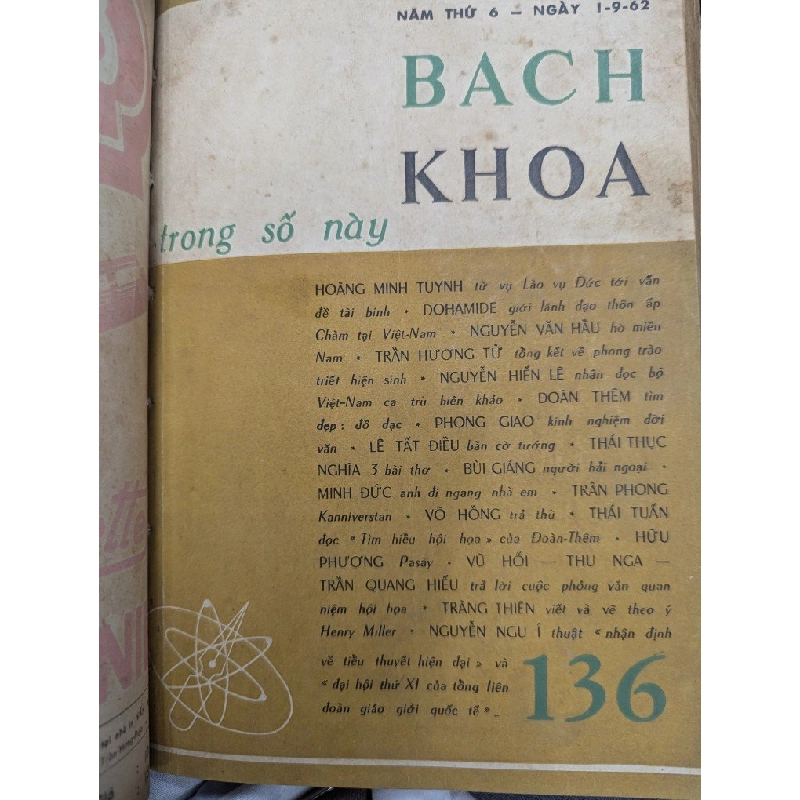 NĂM THỨ 6 – NGÀY 1-9-62
BACH
KHOA
trong số này
HOÀNG MINH TUYNH từ vụ Lào vụ Đức tới vấn
đề tài binh • DOHAMIDE giới lãnh đạo thôn ấp
Chàm tại Việt-Nam • NGUYỄN VĂN HẦU hò miền
Nam • TRẦN HƯƠNG TỬ tổng kết về phong trào
triết hiện sinh • NGUYỄN HIẾN LÊ nhân đọc bộ
Việt-Nam ca trù biên khảo • ĐOÀN THÊM tìm
đẹp : đồ đạc • PHONG GIAO kinh nghiệm đời
văn • LÊ TẤT ĐIỀU bàn cờ tướng • THÁI THỤC
NGHĨA 3 bài thơ • BÙI GIÁNG người hải ngoại •
MINH ĐỨC anh đi ngang nhà em • TRẦN PHONG
Kanniverstan • VÕ HỒNG trả thù • THÁI TUẤN
đọc « Tìm hiểu hội họa » của Đoàn-Thêm • HỮU
PHƯƠNG Pasay • VŨ HỐI — THU NGA —
TRẦN QUANG HIẾU trả lời cuộc phỏng vấn quan
niệm hội họa • TRÀNG THIÊN viết và vẽ theo ý
Henry Miller • NGUYỄN NGU Í thuật « nhận định
về tiểu thuyết hiện đại » và
« đại hội thứ XI của tổng liên
đoàn giáo giới quốc tế »
136